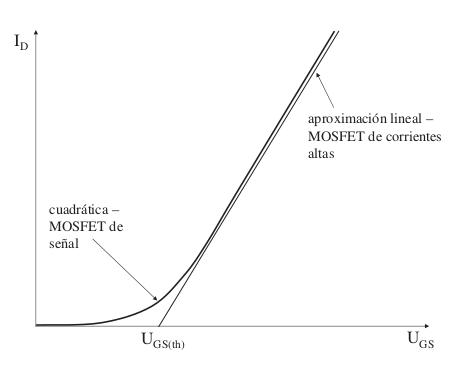 I_D
aproximación lineal –
MOSFET de corrientes
altas
cuadrática –
MOSFET de
señal
U_GS(th)
U_GS